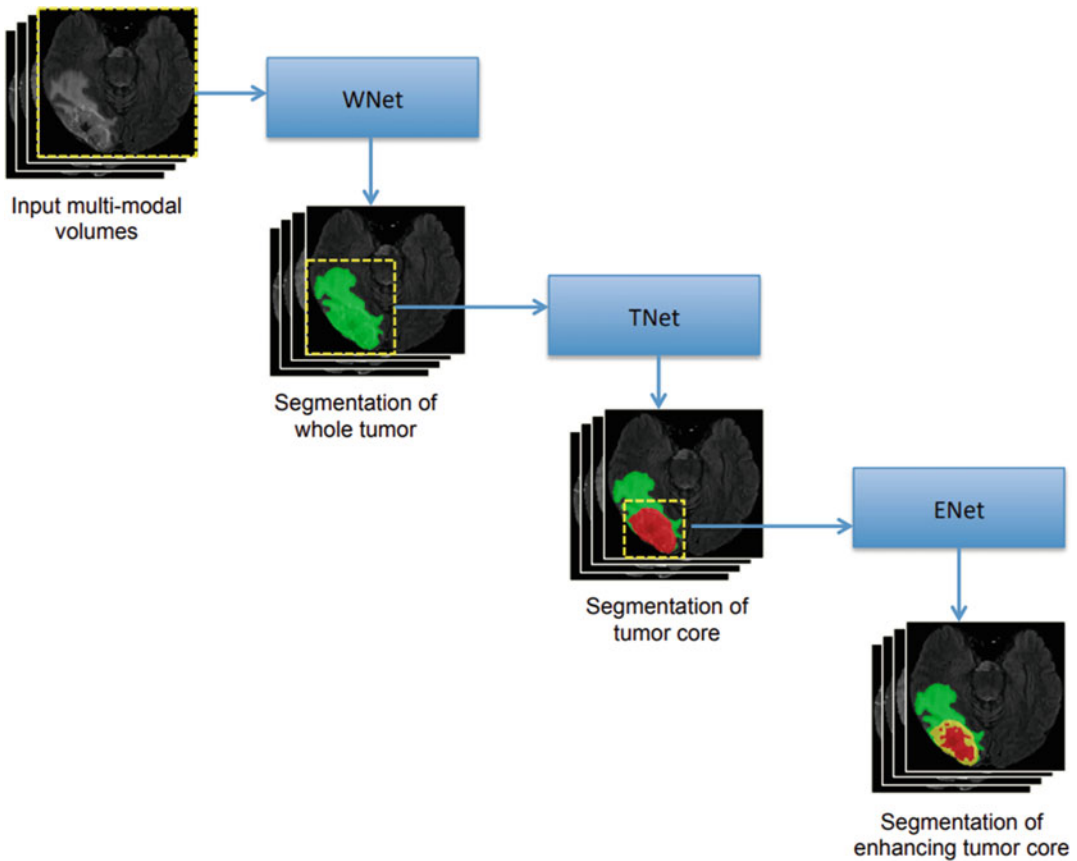 WNet
Input multi-modal
volumes
TNet
Segmentation of
whole tumor
ENet
Segmentation of
tumor core
Segmentation of
enhancing tumor core